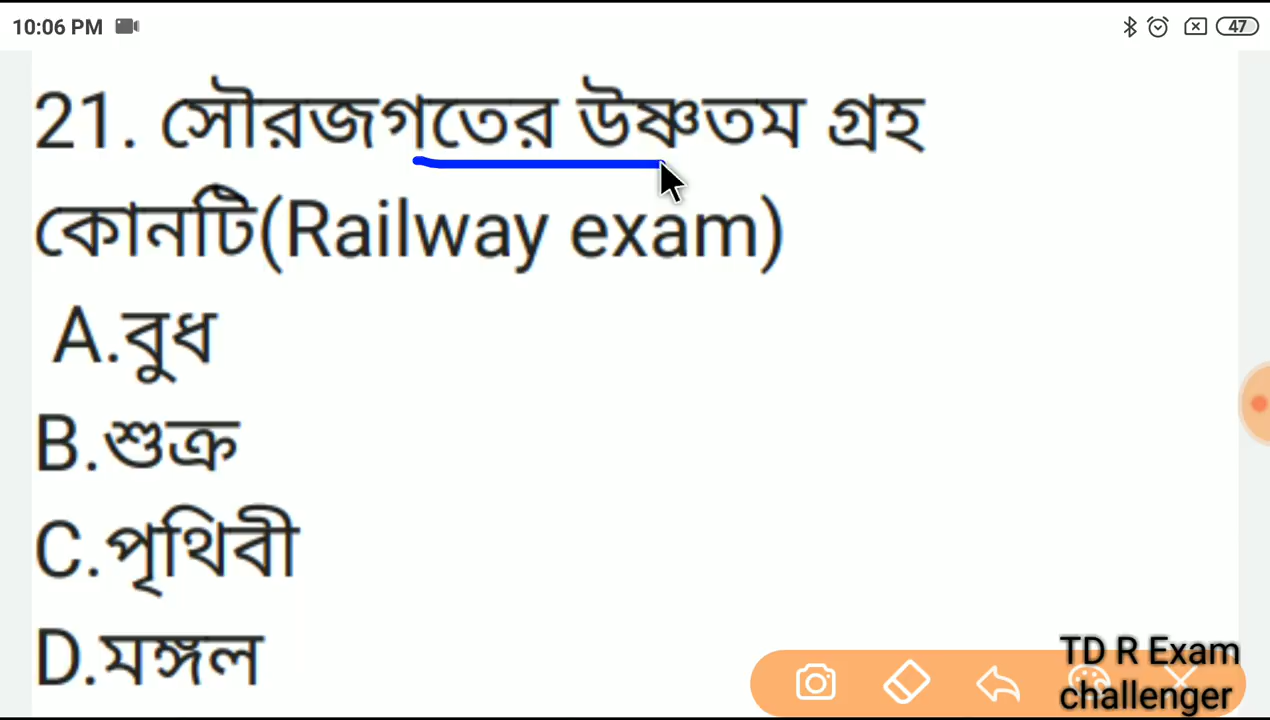 10:06 PM 47
21. সৌরজগতের উষ্ণতম গ্রহ
কোনটি(Railway exam)
A.বুধ
B.শুক্র
C.পৃথিবী
D.মঙ্গল
TD R Exam
challenger